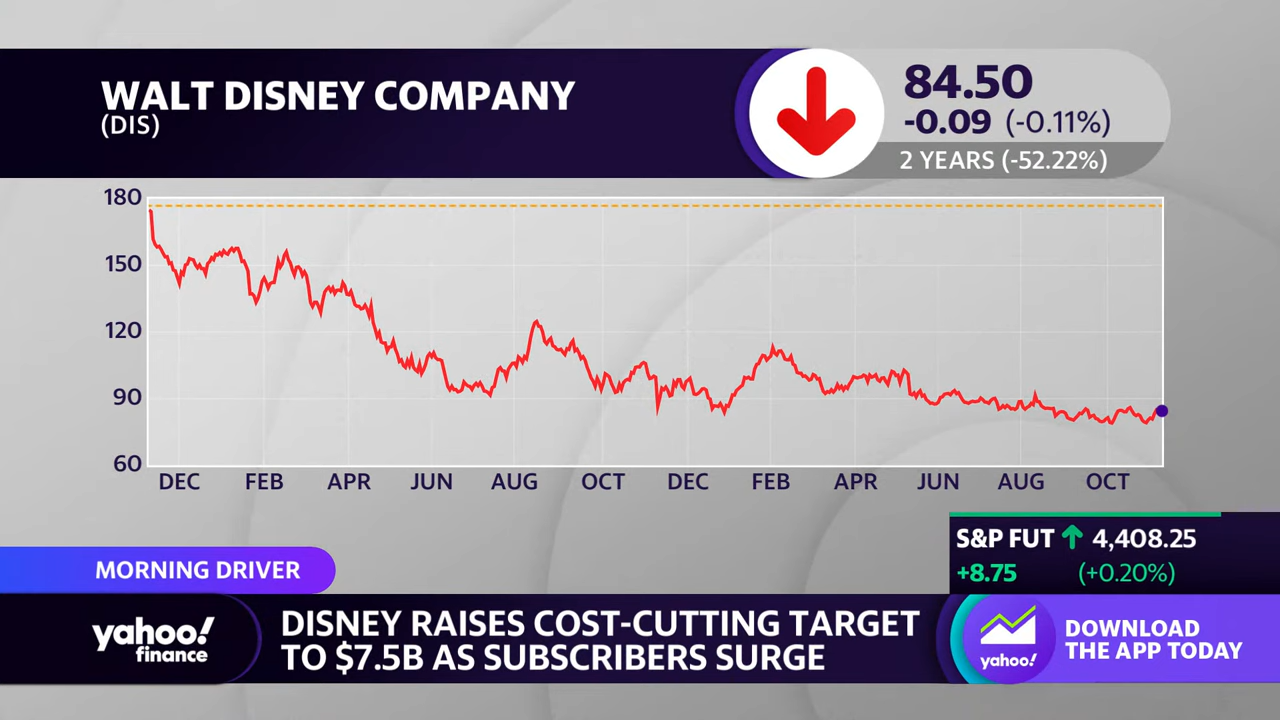 WALT DISNEY COMPANY
(DIS)
84.50
-0.09 (-0.11%)
2 YEARS (-52.22%)
180
150
120
90
60
DEC FEB APR JUN AUG OCT DEC FEB APR JUN AUG OCT
S&P FUT 4,408.25
+8.75 (+0.20%)
MORNING DRIVER
yahoo!
finance
DISNEY RAISES COST-CUTTING TARGET
TO $7.5B AS SUBSCRIBERS SURGE
yahoo!
DOWNLOAD
THE APP TODAY